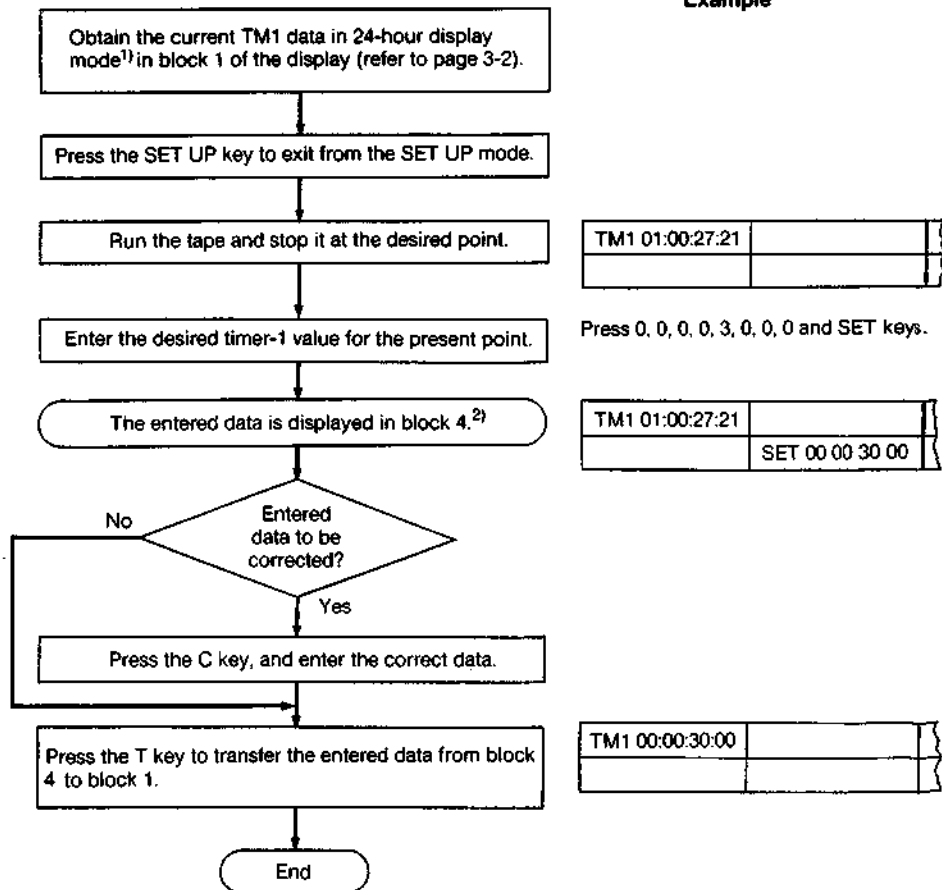 Example
Obtain the current TM1 data in 24-hour display
mode1) in block 1 of the display (refer to page 3-2).
Press the SET UP key to exit from the SET UP mode.
Run the tape and stop it at the desired point.
TM1 01:00:27:21
Enter the desired timer-1 value for the present point.
Press 0, 0, 0, 0, 3, 0, 0, 0 and SET keys.
The entered data is displayed in block 4.2)
TM1 01:00:27:21
SET 00 00 30 00
No
Entered
data to be
corrected?
Yes
Press the C key, and enter the correct data.
Press the T key to transfer the entered data from block
4 to block 1.
TM1 00:00:30:00
End